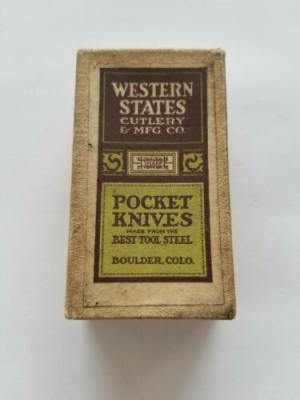 WESTERN
STATES
CUTLERY
& MFG. CO.
POCKET
KNIVES
MADE FROM THE
BEST TOOL STEEL
BOULDER, COLO.